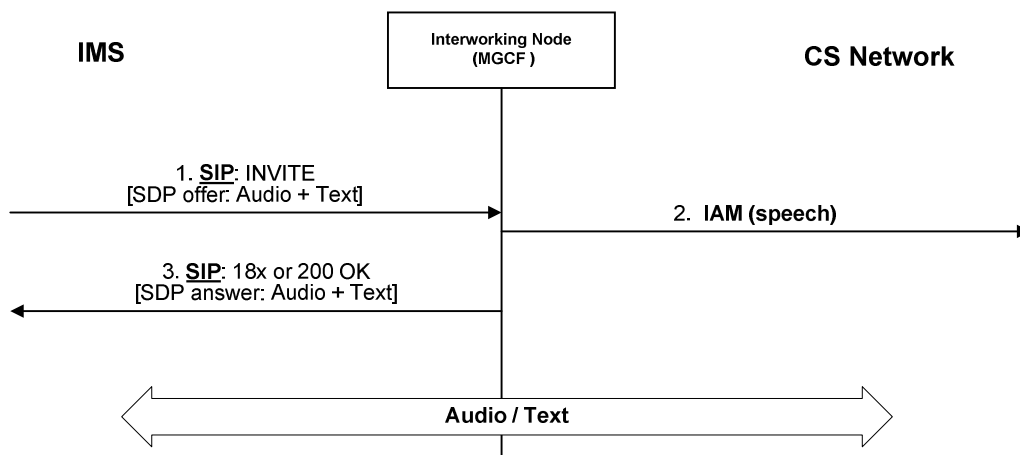 IMS
Interworking Node
(MGCF )
CS Network
1. SIP: INVITE
[SDP offer: Audio + Text]
2. IAM (speech)
3. SIP: 18x or 200 OK
[SDP answer: Audio + Text]
Audio / Text